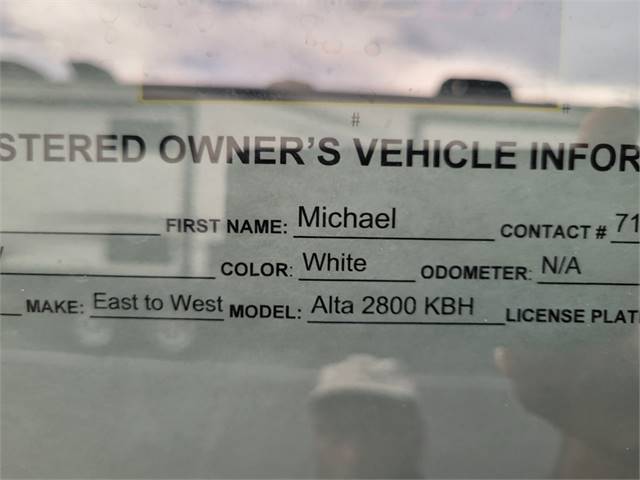 # #
STERED OWNER'S VEHICLE INFOR
FIRST NAME: Michael CONTACT # 71
COLOR: White ODOMETER: N/A
MAKE: East to West MODEL: Alta 2800 KBH LICENSE PLAT